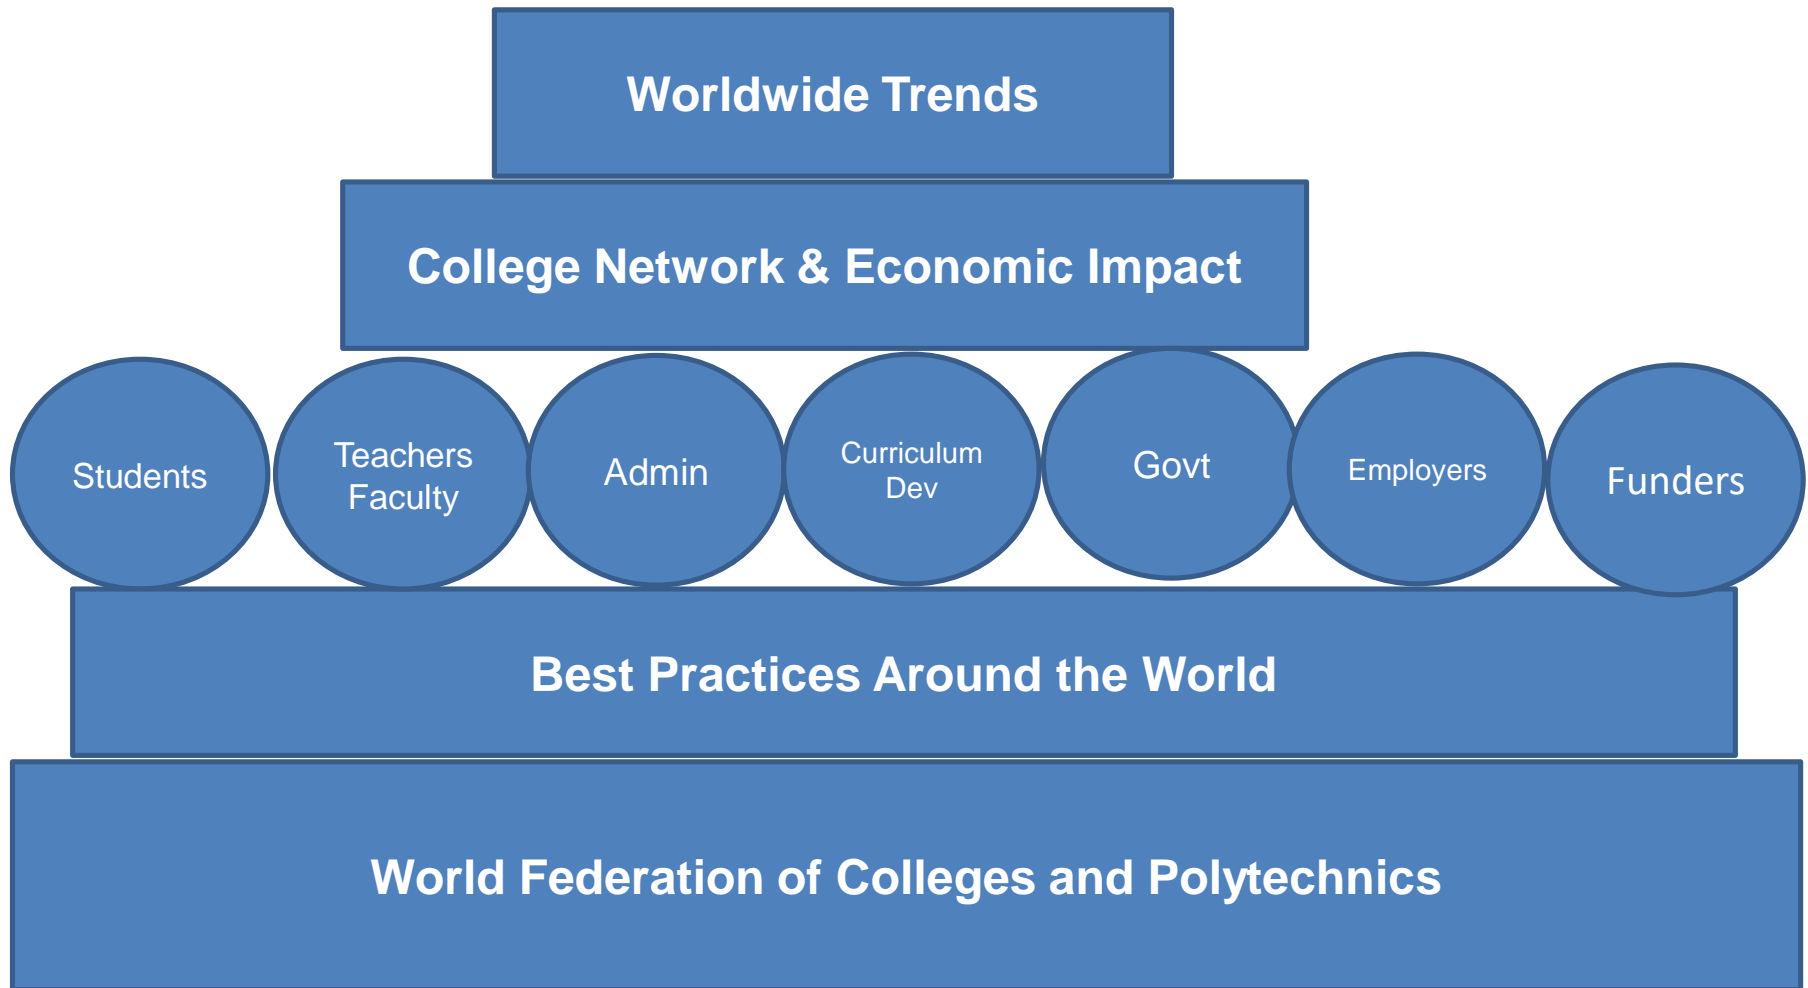 Worldwide Trends
College Network & Economic Impact
Students
Teachers
Faculty
Admin
Curriculum
Dev
Govt
Employers
Funders
Best Practices Around the World
World Federation of Colleges and Polytechnics